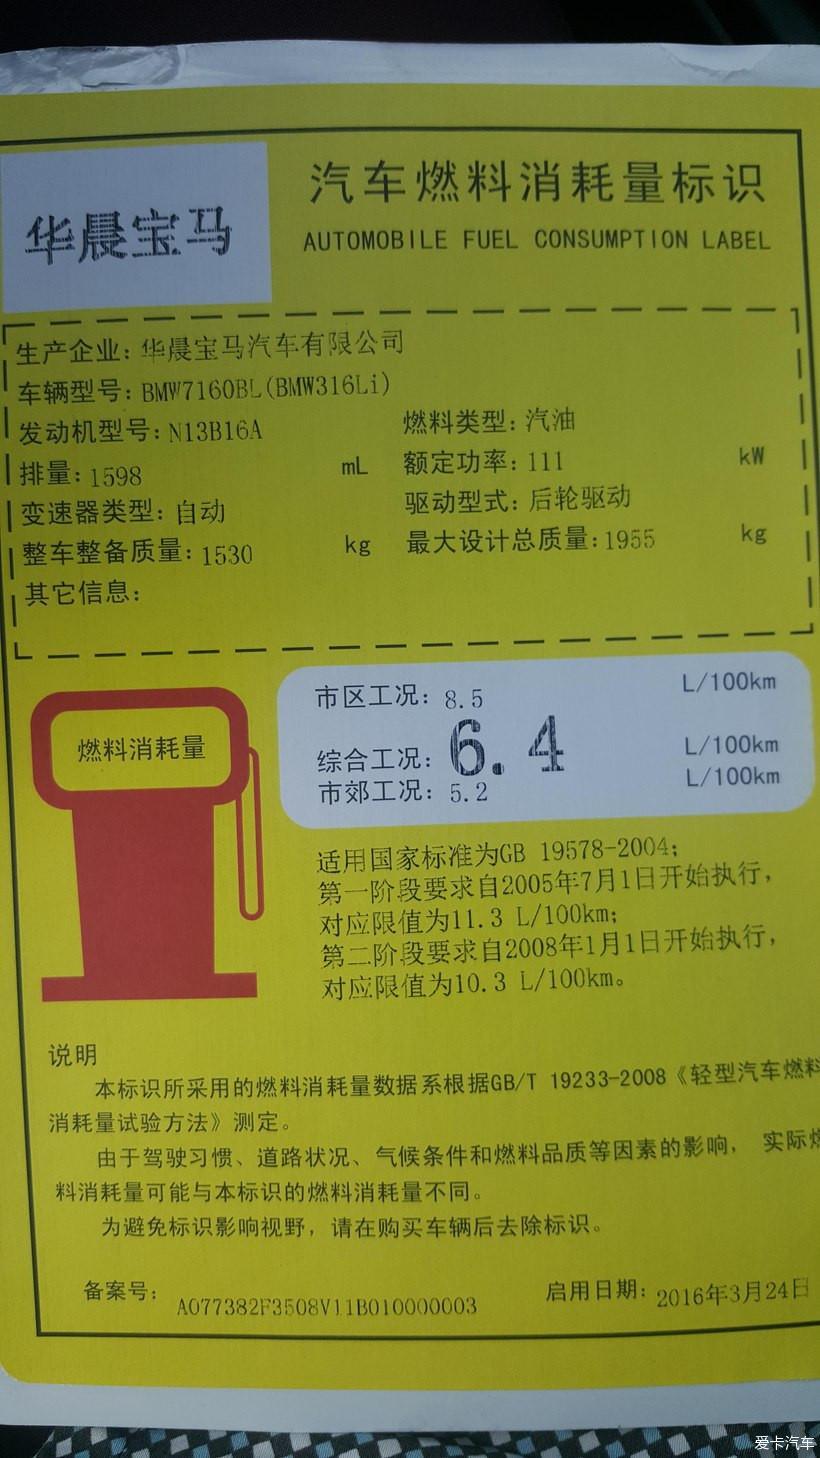 华晨宝马
汽车燃料消耗量标识
AUTOMOBILE FUEL CONSUMPTION LABEL
生产企业：华晨宝马汽车有限公司
车辆型号：BMW7160BL(BMW316Li)
发动机型号：N13B16A 燃料类型：汽油
排量：1598 mL 额定功率：111 kW
变速器类型：自动 驱动型式：后轮驱动
整车整备质量：1530 kg 最大设计总质量：1955 kg
其它信息：
燃料消耗量
市区工况：8.5 L/100km
综合工况：6.4 L/100km
市郊工况：5.2 L/100km
适用国家标准为GB 19578-2004；
第一阶段要求自2005年7月1日开始执行，
对应限值为11.3 L/100km；
第二阶段要求自2008年1月1日开始执行，
对应限值为10.3 L/100km。
说明
本标识所采用的燃料消耗量数据系根据GB/T 19233-2008《轻型汽车燃料
消耗量试验方法》测定。
由于驾驶习惯、道路状况、气候条件和燃料品质等因素的影响，实际燃
料消耗量可能与本标识的燃料消耗量不同。
为避免标识影响视野，请在购买车辆后去除标识。
备案号：A077382F3508V11B010000003 启用日期：2016年3月24日
爱卡汽车